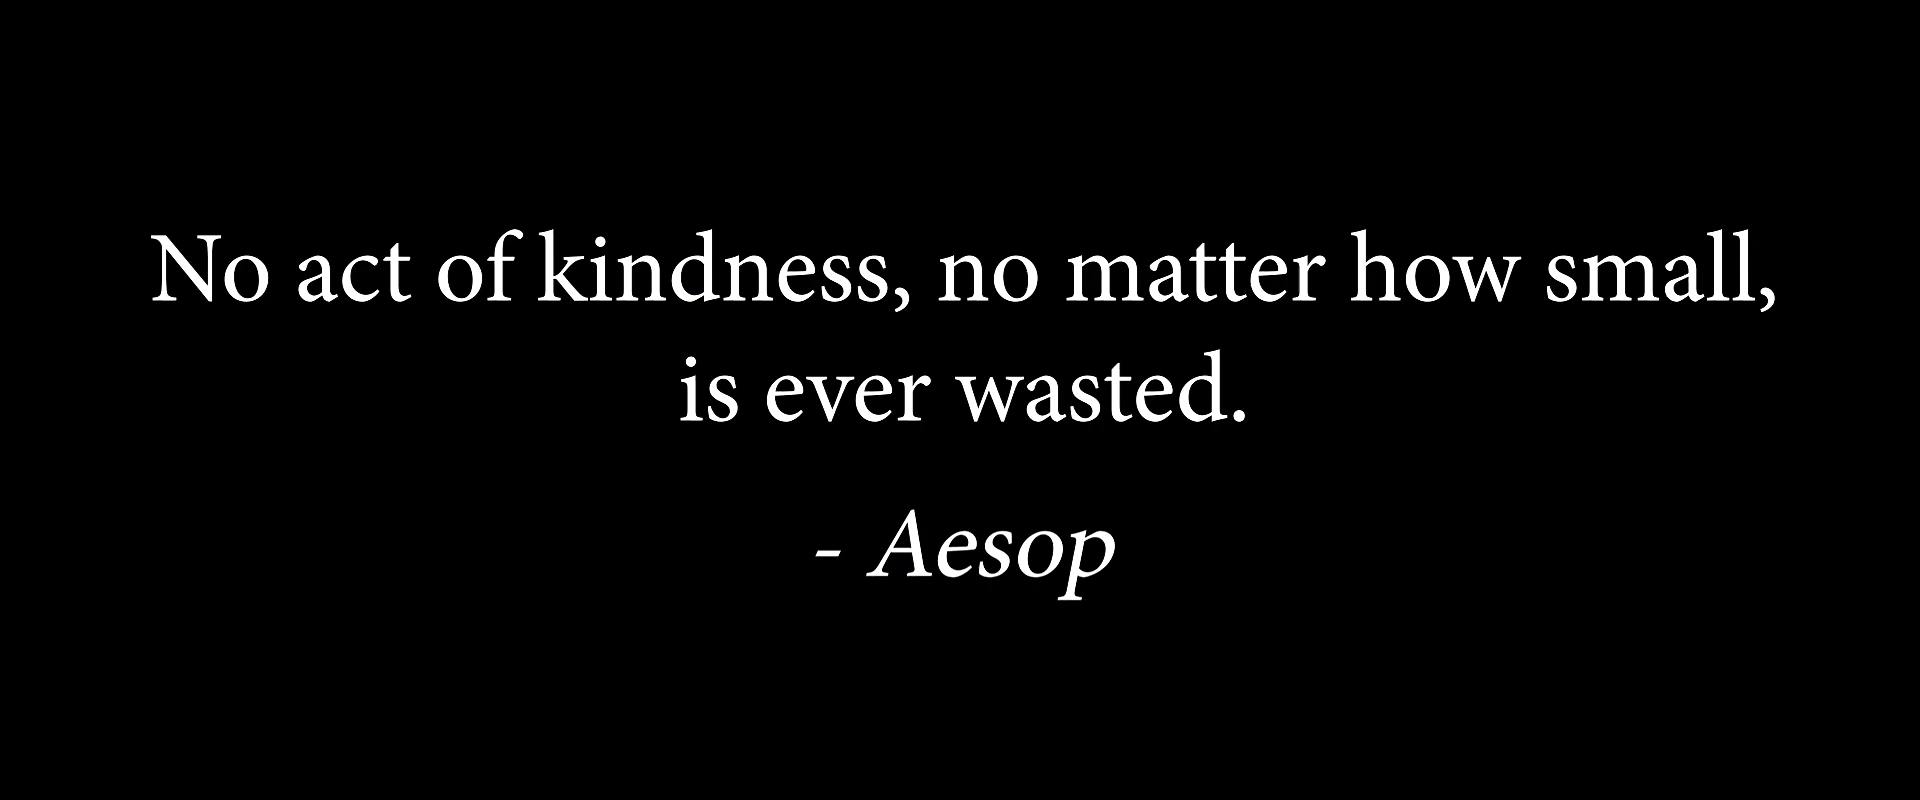 No act of kindness, no matter how small,
is ever wasted.
- Aesop